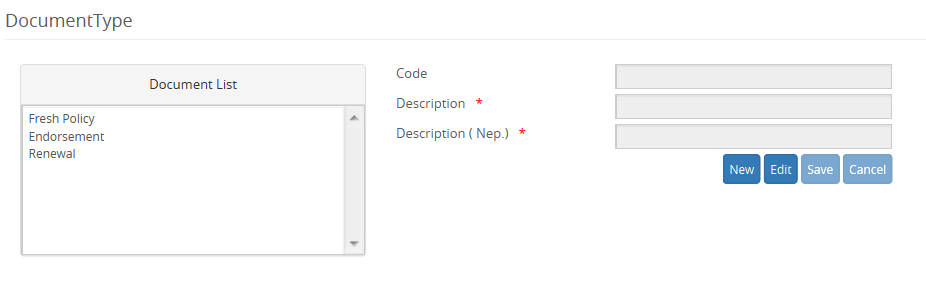 DocumentType
Document List
Fresh Policy
Endorsement
Renewal
Code
Description *
Description ( Nep.) *
New Edit Save Cancel